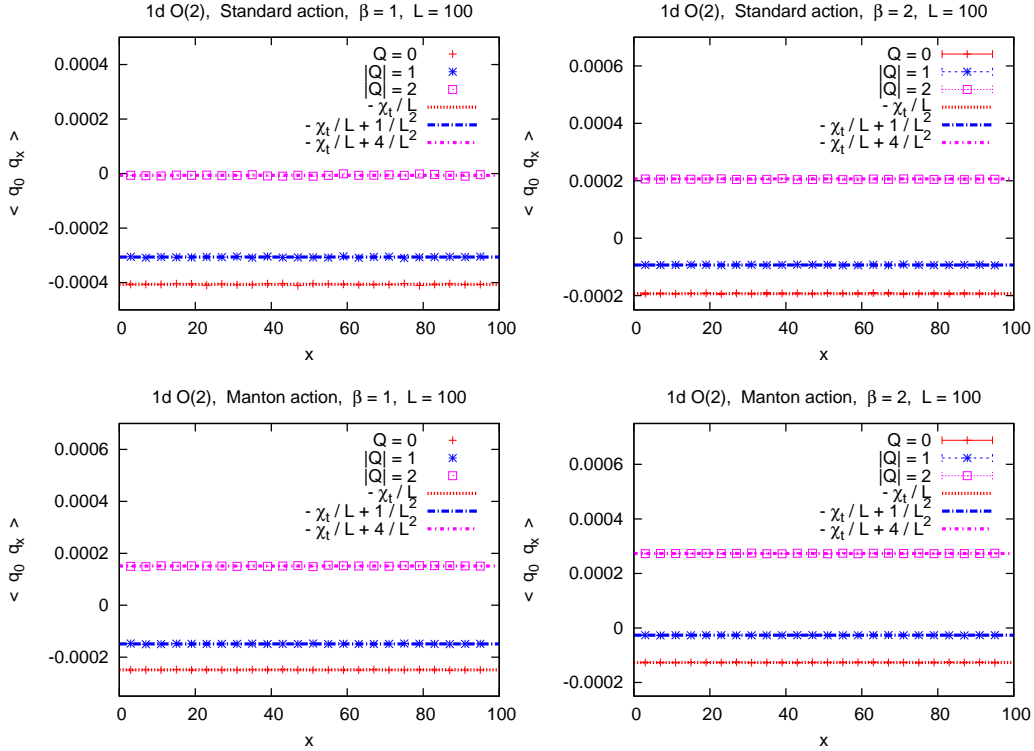 1d O(2), Standard action, β = 1, L = 100
Q = 0
|Q| = 1
|Q| = 2
- χt / L
- χt / L + 1 / L²
- χt / L + 4 / L²
0.0004
0.0002
0
-0.0002
-0.0004
< q0 qx >
0 20 40 60 80 100
x
1d O(2), Standard action, β = 2, L = 100
Q = 0
|Q| = 1
|Q| = 2
- χt / L
- χt / L + 1 / L²
- χt / L + 4 / L²
0.0006
0.0004
0.0002
0
-0.0002
< q0 qx >
0 20 40 60 80 100
x
1d O(2), Manton action, β = 1, L = 100
Q = 0
|Q| = 1
|Q| = 2
- χt / L
- χt / L + 1 / L²
- χt / L + 4 / L²
0.0006
0.0004
0.0002
0
-0.0002
< q0 qx >
0 20 40 60 80 100
x
1d O(2), Manton action, β = 2, L = 100
Q = 0
|Q| = 1
|Q| = 2
- χt / L
- χt / L + 1 / L²
- χt / L + 4 / L²
0.0006
0.0004
0.0002
0
-0.0002
< q0 qx >
0 20 40 60 80 100
x